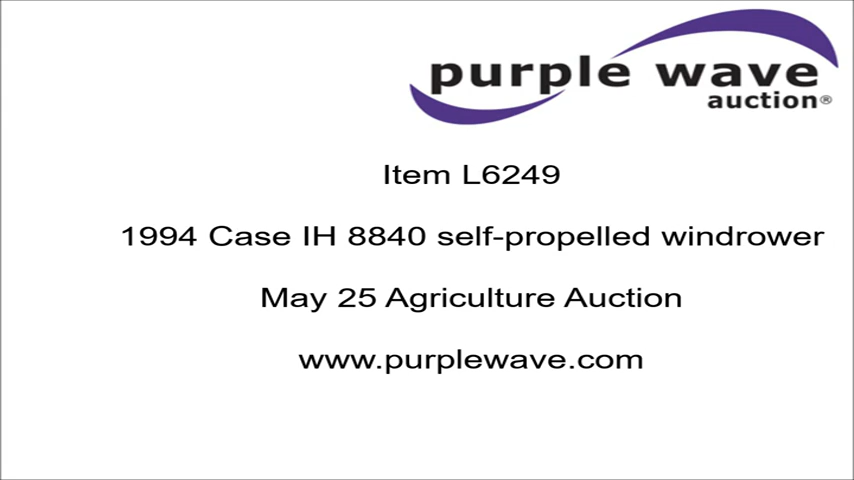 purple wave
auction®
Item L6249
1994 Case IH 8840 self-propelled windrower
May 25 Agriculture Auction
www.purplewave.com